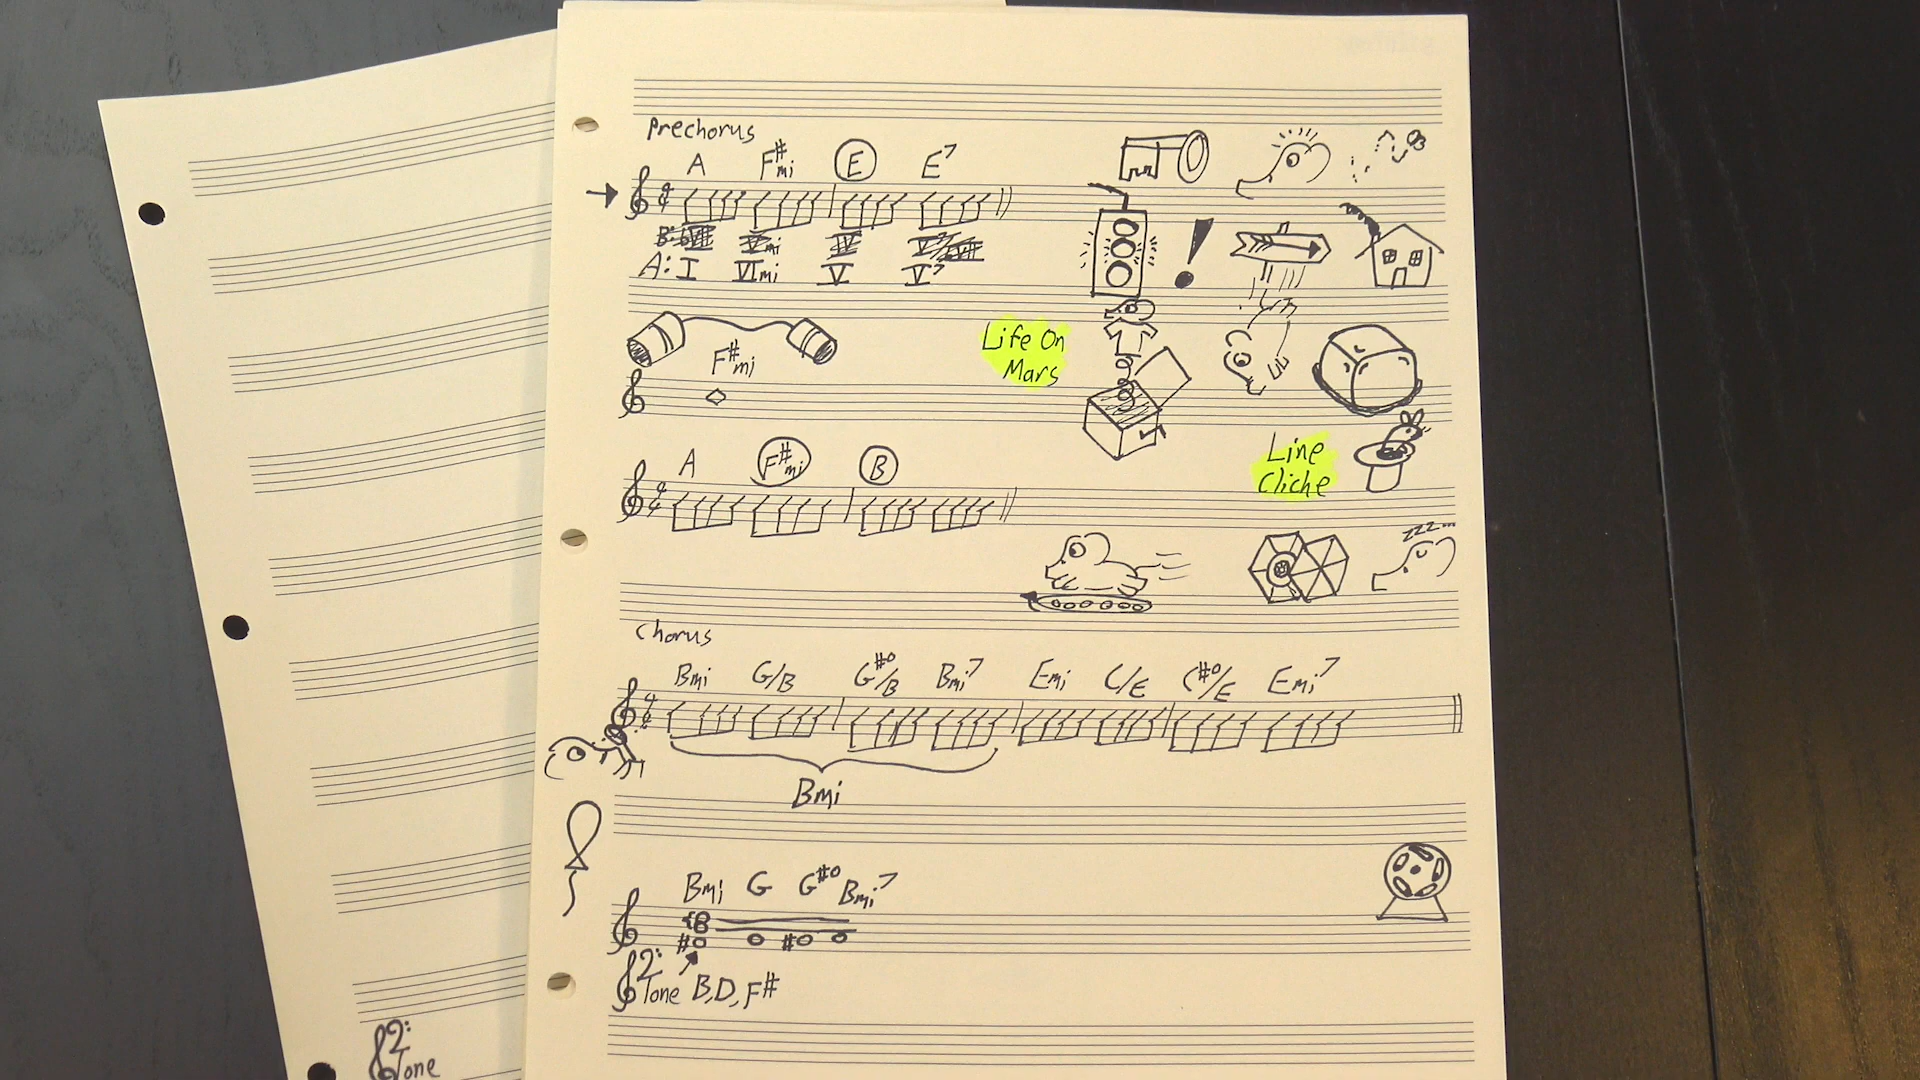 Prechorus
A F#mi E E7
A: I VImi V V7
F#mi
Life On
Mars
A F#mi B
Line
Cliche
zzz...
Chorus
Bmi G/B G#o/B Bmi7 Emi C/E C#o/E Emi7
Bmi
Bmi G G#o Bmi7
Tone B, D, F#
Tone